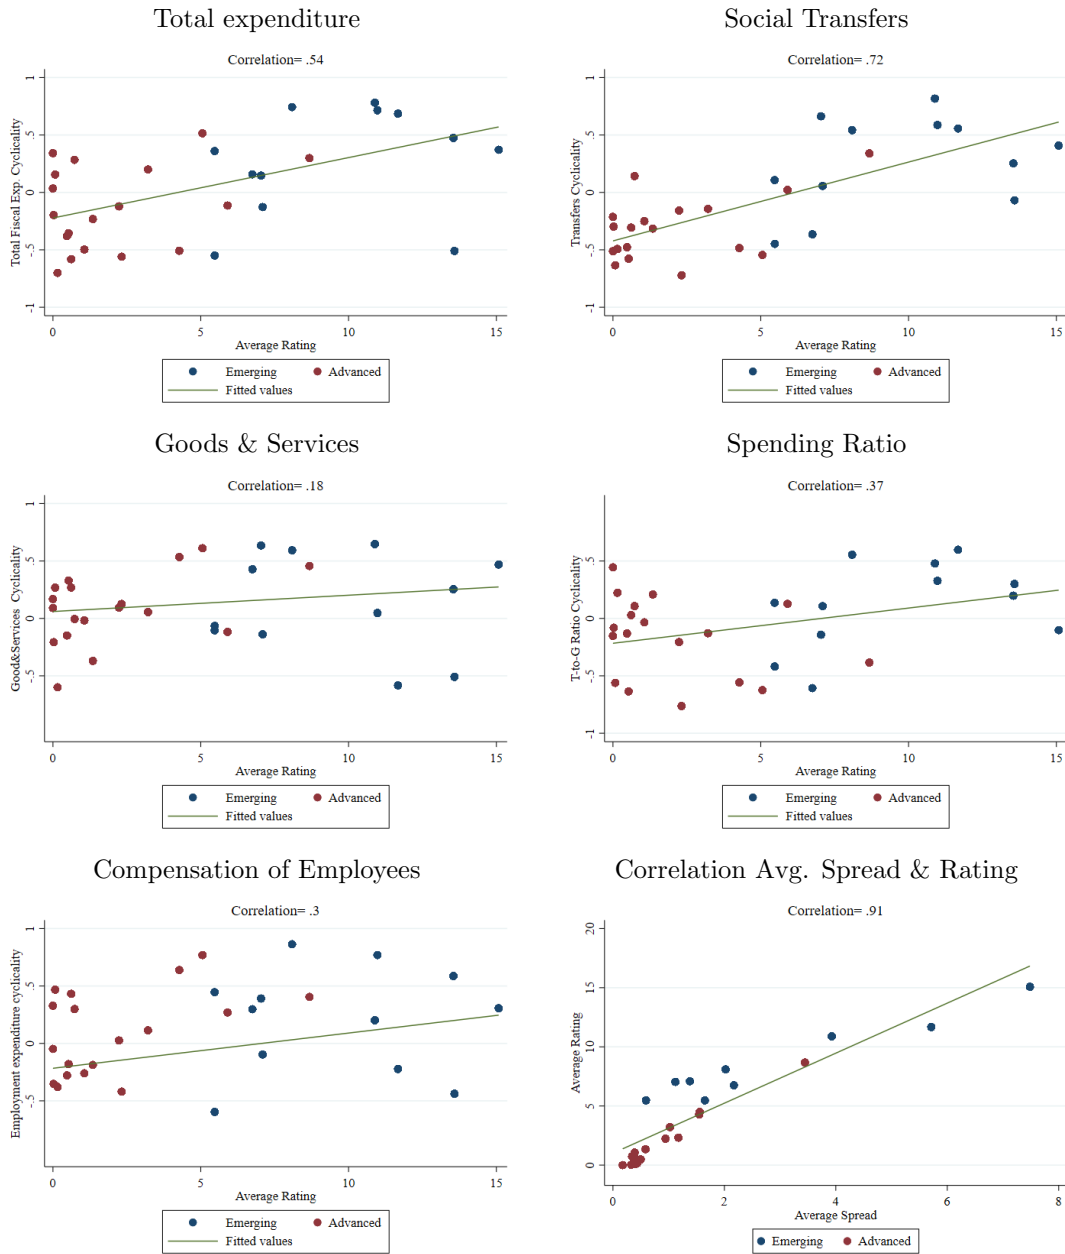 Total expenditure
Correlation= .54
Total Fiscal Exp. Cyclicality
1
.5
0
-.5
-1
0 5 10 15
Average Rating
Emerging Advanced
Fitted values
Social Transfers
Correlation= .72
Transfers Cyclicality
1
.5
0
-.5
-1
0 5 10 15
Average Rating
Emerging Advanced
Fitted values
Goods & Services
Correlation= .18
Good&Services Cyclicality
1
.5
0
-.5
0 5 10 15
Average Rating
Emerging Advanced
Fitted values
Spending Ratio
Correlation= .37
T-to-G Ratio Cyclicality
.5
0
-.5
-1
0 5 10 15
Average Rating
Emerging Advanced
Fitted values
Compensation of Employees
Correlation= .3
Employment expenditure cyclicality
1
.5
0
-.5
0 5 10 15
Average Rating
Emerging Advanced
Fitted values
Correlation Avg. Spread & Rating
Correlation= .91
Average Rating
20
15
10
5
0
0 2 4 6 8
Average Spread
Emerging Advanced